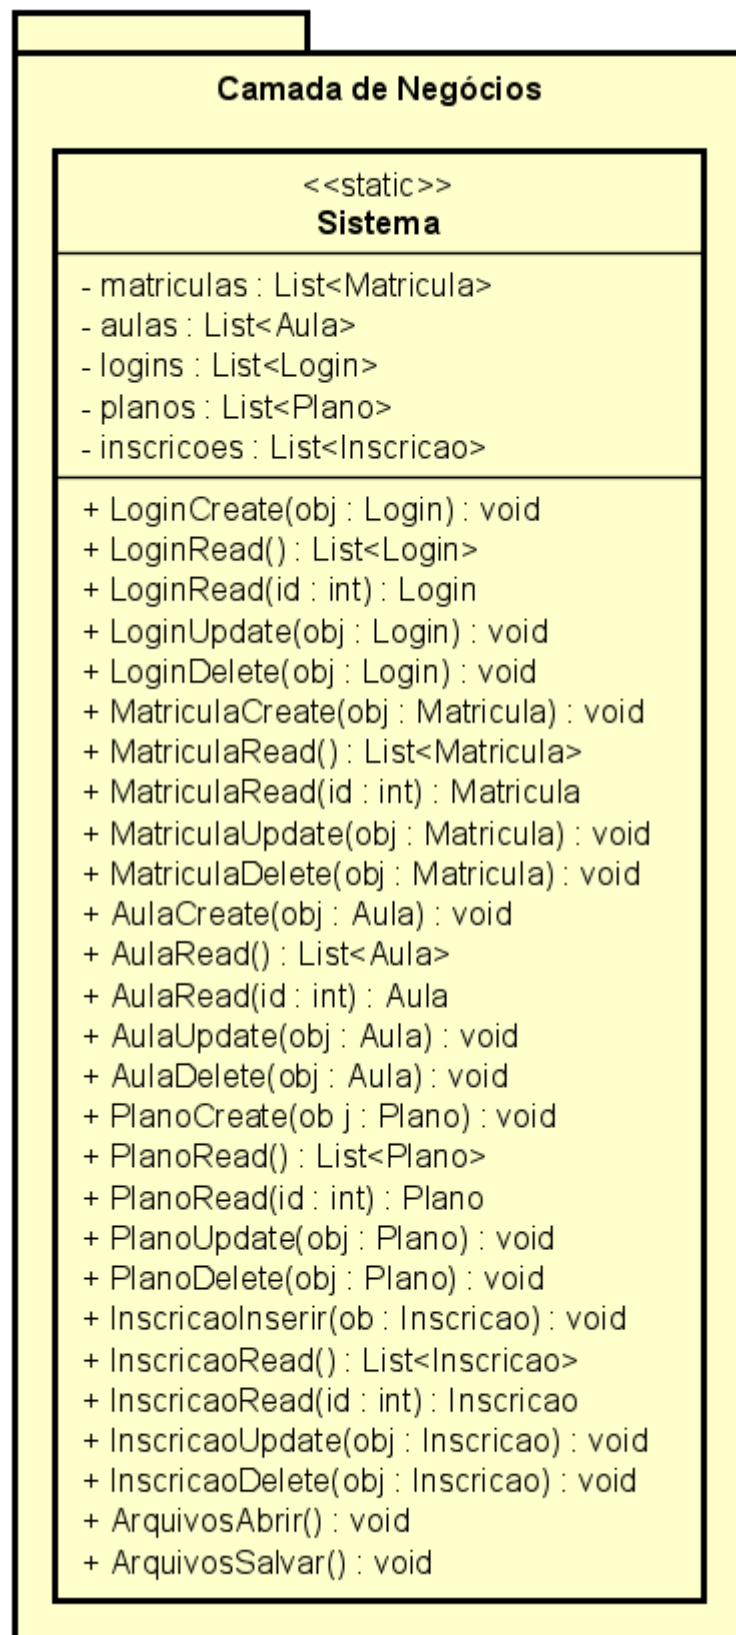 Camada de Negócios
<<static>>
Sistema
- matriculas : List<Matricula>
- aulas : List<Aula>
- logins : List<Login>
- planos : List<Plano>
- inscricoes : List<Inscricao>
+ LoginCreate(obj : Login) : void
+ LoginRead() : List<Login>
+ LoginRead(id : int) : Login
+ LoginUpdate(obj : Login) : void
+ LoginDelete(obj : Login) : void
+ MatriculaCreate(obj : Matricula) : void
+ MatriculaRead() : List<Matricula>
+ MatriculaRead(id : int) : Matricula
+ MatriculaUpdate(obj : Matricula) : void
+ MatriculaDelete(obj : Matricula) : void
+ AulaCreate(obj : Aula) : void
+ AulaRead() : List<Aula>
+ AulaRead(id : int) : Aula
+ AulaUpdate(obj : Aula) : void
+ AulaDelete(obj : Aula) : void
+ PlanoCreate(ob j : Plano) : void
+ PlanoRead() : List<Plano>
+ PlanoRead(id : int) : Plano
+ PlanoUpdate(obj : Plano) : void
+ PlanoDelete(obj : Plano) : void
+ InscricaoInserir(ob : Inscricao) : void
+ InscricaoRead() : List<Inscricao>
+ InscricaoRead(id : int) : Inscricao
+ InscricaoUpdate(obj : Inscricao) : void
+ InscricaoDelete(obj : Inscricao) : void
+ ArquivosAbrir() : void
+ ArquivosSalvar() : void